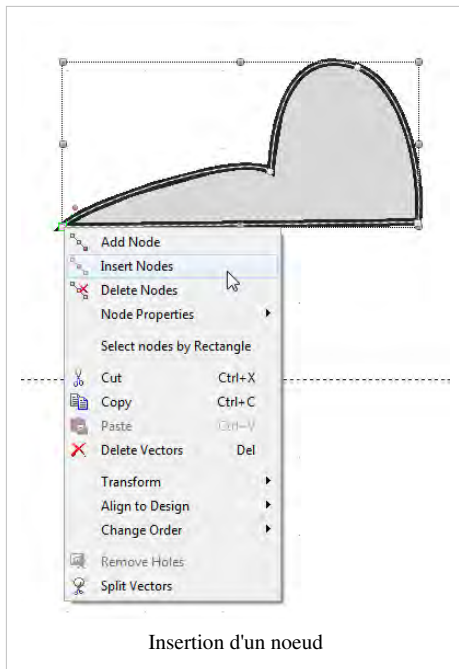 Add Node
Insert Nodes
Delete Nodes
Node Properties
Select nodes by Rectangle
Cut Ctrl+X
Copy Ctrl+C
Paste Ctrl+V
Delete Vectors Del
Transform
Align to Design
Change Order
Remove Holes
Split Vectors
Insertion d'un noeud